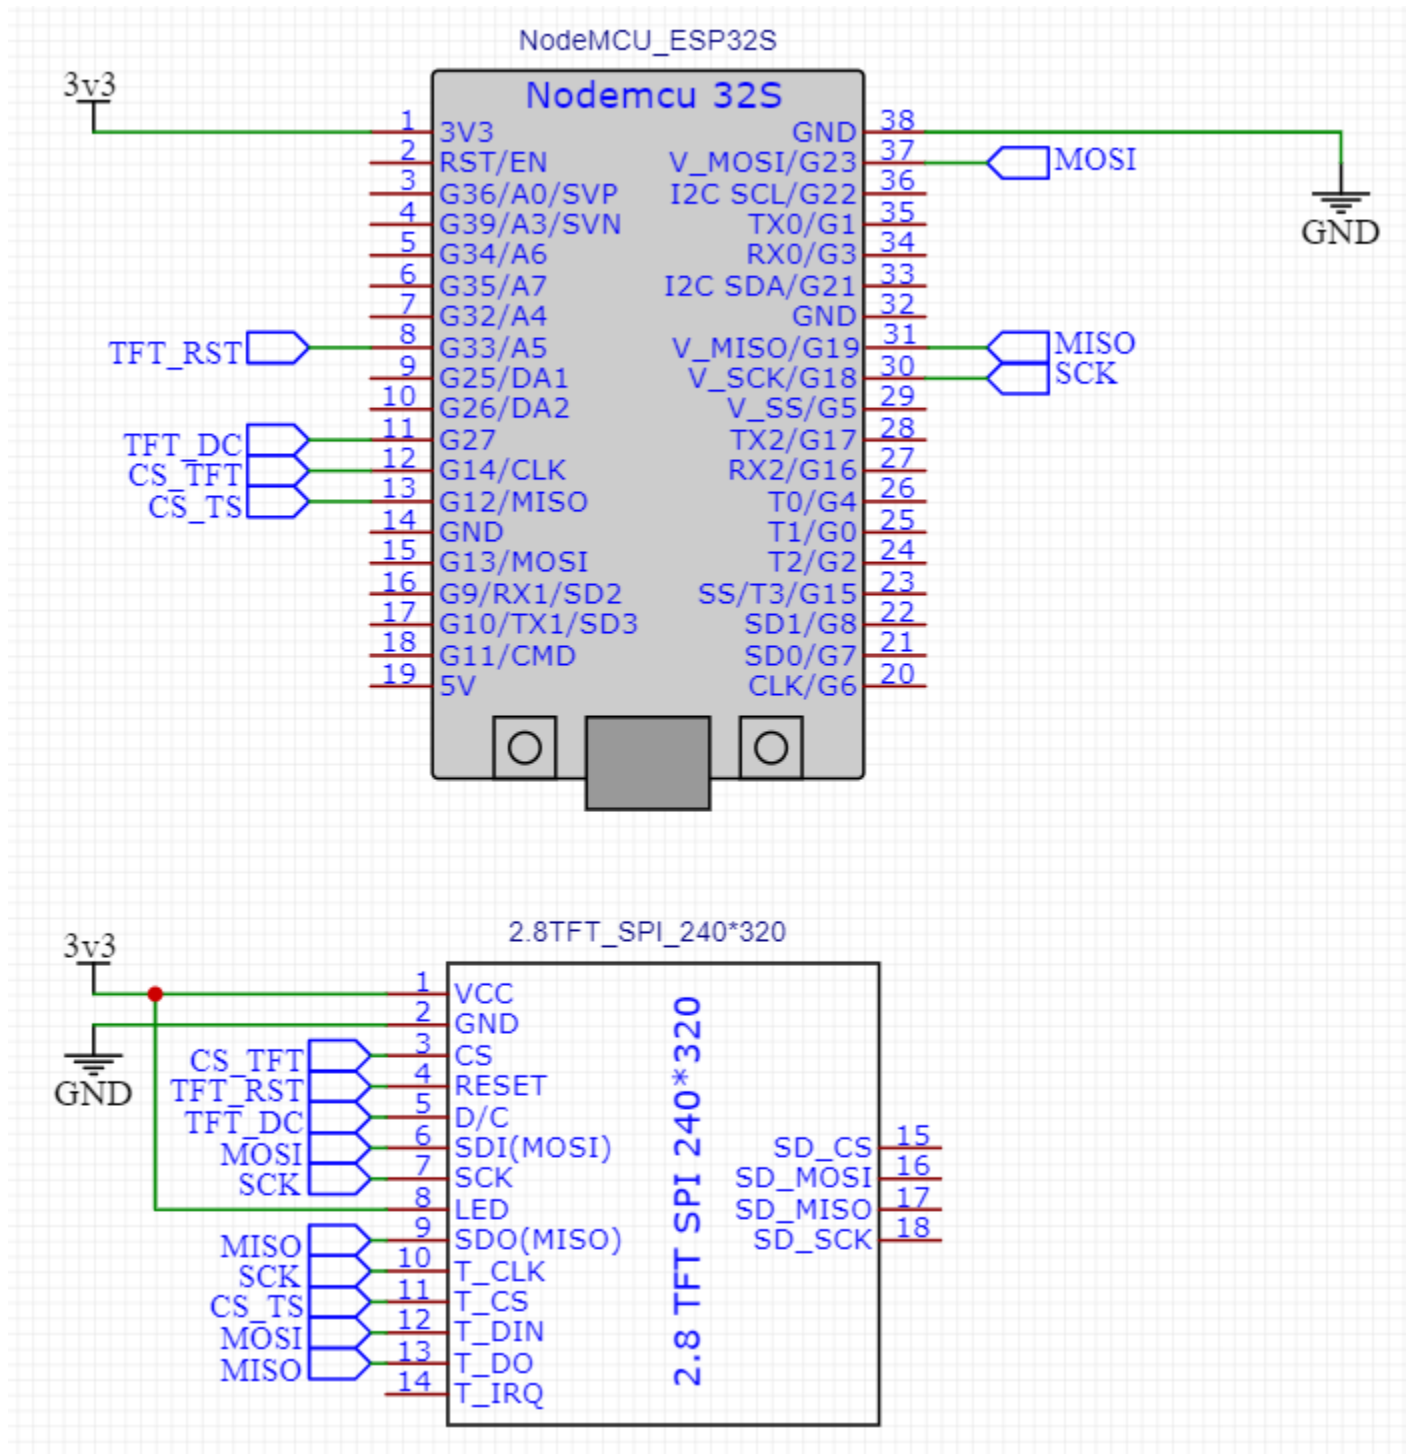 NodeMCU_ESP32S
3v3
Nodemcu 32S
1 3V3 GND 38
2 RST/EN V_MOSI/G23 37 MOSI
3 G36/A0/SVP I2C SCL/G22 36
4 G39/A3/SVN TX0/G1 35
5 G34/A6 RX0/G3 34
GND
6 G35/A7 I2C SDA/G21 33
7 G32/A4 GND 32
TFT_RST 8 G33/A5 V_MISO/G19 31 MISO
9 G25/DA1 V_SCK/G18 30 SCK
10 G26/DA2 V_SS/G5 29
TFT_DC 11 G27 TX2/G17 28
CS_TFT 12 G14/CLK RX2/G16 27
CS_TS 13 G12/MISO T0/G4 26
14 GND T1/G0 25
15 G13/MOSI T2/G2 24
16 G9/RX1/SD2 SS/T3/G15 23
17 G10/TX1/SD3 SD1/G8 22
18 G11/CMD SD0/G7 21
19 5V CLK/G6 20
2.8TFT_SPI_240*320
3v3
1 VCC
2 GND
GND
CS_TFT 3 CS
TFT_RST 4 RESET
TFT_DC 5 D/C
MOSI 6 SDI(MOSI)
SCK 7 SCK
8 LED
MISO 9 SDO(MISO)
SCK 10 T_CLK
CS_TS 11 T_CS
MOSI 12 T_DIN
MISO 13 T_DO
14 T_IRQ
2.8 TFT SPI 240*320
SD_CS 15
SD_MOSI 16
SD_MISO 17
SD_SCK 18